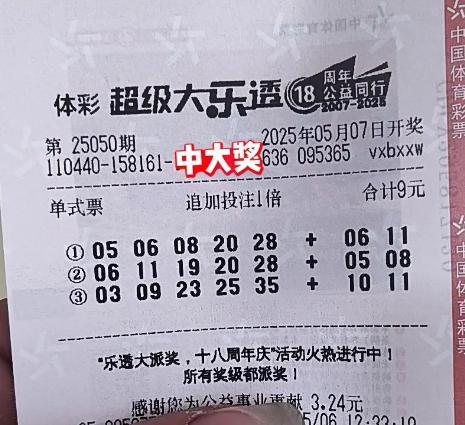 体彩 超级大乐透 18 周年 公益同行 2007-2025
第 25050期 2025年05月07日开奖
110440-158161- 中大奖 636 095365 vxbxxw
单式票 追加投注1倍 合计9元
① 05 06 08 20 28 + 06 11
② 06 11 19 20 28 + 05 08
③ 03 09 23 25 35 + 10 11
"乐透大派奖，十八周年庆"活动火热进行中！
所有奖级都派奖！
感谢您为公益事业贡献 3.24元
中国体育彩票
中国体育彩票